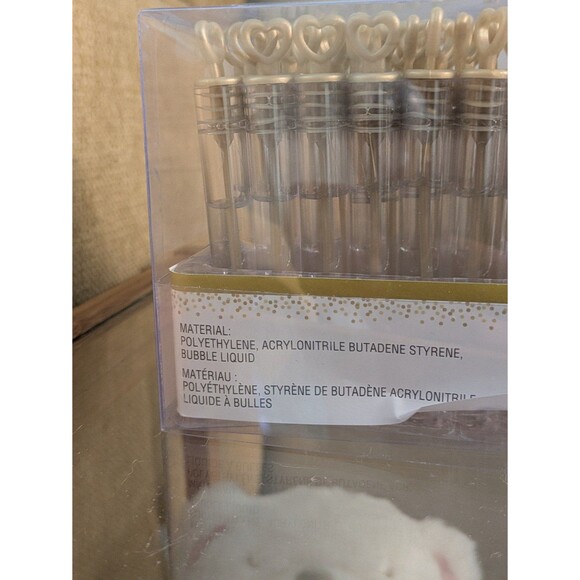 MATERIAL:
POLYETHYLENE, ACRYLONITRILE BUTADENE STYRENE,
BUBBLE LIQUID
MATÉRIAU :
POLYÉTHYLÈNE, STYRÈNE DE BUTADÈNE ACRYLONITRILE
LIQUIDE À BULLES